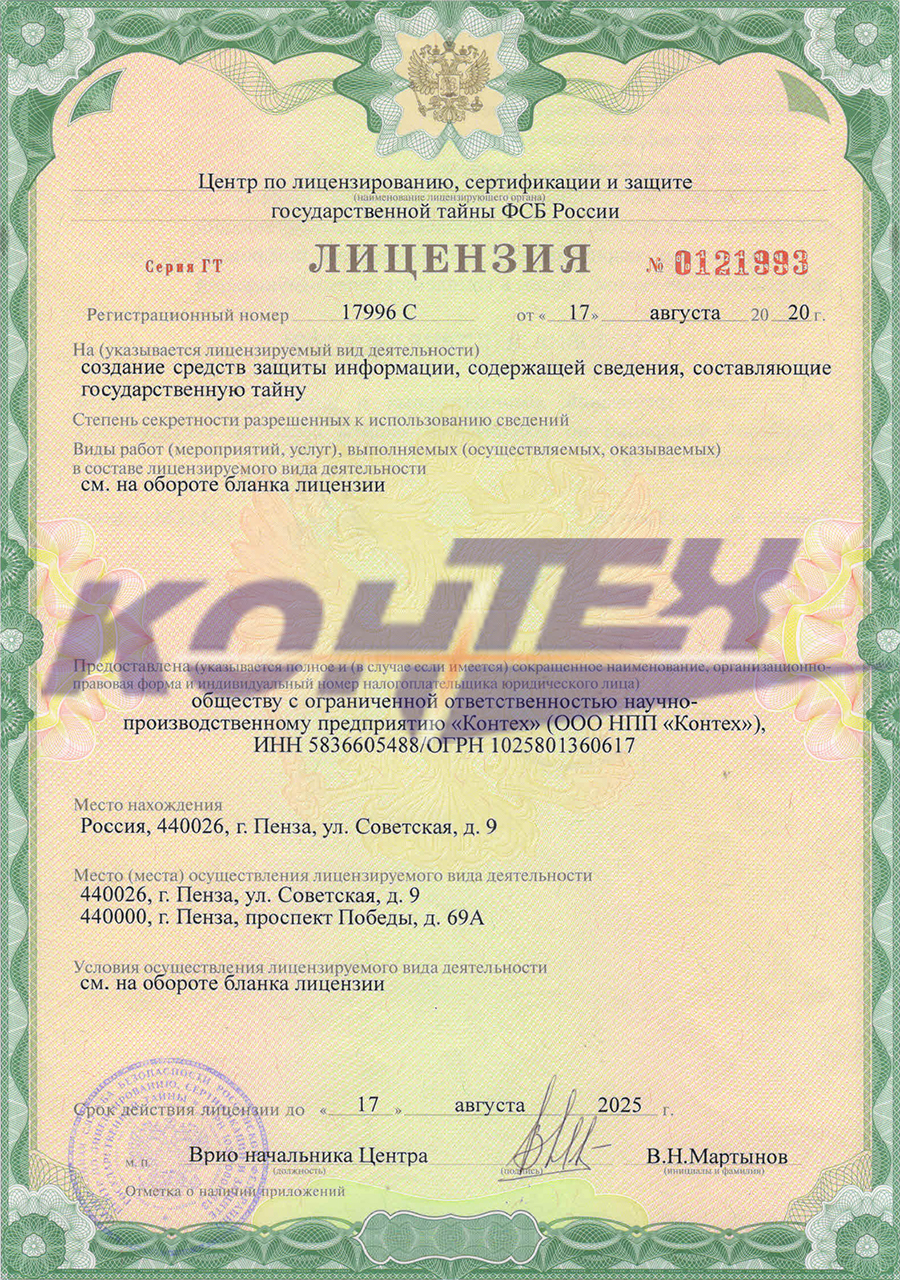 Центр по лицензированию, сертификации и защите
(наименование лицензирующего органа)
государственной тайны ФСБ России
Серия ГТ ЛИЦЕНЗИЯ № 0121993
Регистрационный номер 17996 С от « 17 » августа 20 20 г.
На (указывается лицензируемый вид деятельности)
создание средств защиты информации, содержащей сведения, составляющие
государственную тайну
Степень секретности разрешенных к использованию сведений
Виды работ (мероприятий, услуг), выполняемых (осуществляемых, оказываемых)
в составе лицензируемого вида деятельности
см. на обороте бланка лицензии
КОНТЕХ
Предоставлена (указывается полное и (в случае если имеется) сокращенное наименование, организационно-
правовая форма и индивидуальный номер налогоплательщика юридического лица)
обществу с ограниченной ответственностью научно-
производственному предприятию «Контех» (ООО НПП «Контех»),
ИНН 5836605488/ОГРН 1025801360617
Место нахождения
Россия, 440026, г. Пенза, ул. Советская, д. 9
Место (места) осуществления лицензируемого вида деятельности
440026, г. Пенза, ул. Советская, д. 9
440000, г. Пенза, проспект Победы, д. 69А
Условия осуществления лицензируемого вида деятельности
см. на обороте бланка лицензии
Срок действия лицензии до « 17 » августа 2025 г.
Врио начальника Центра В.Н.Мартынов
м. п. (должность) (подпись) (инициалы и фамилия)
Отметка о наличии приложений